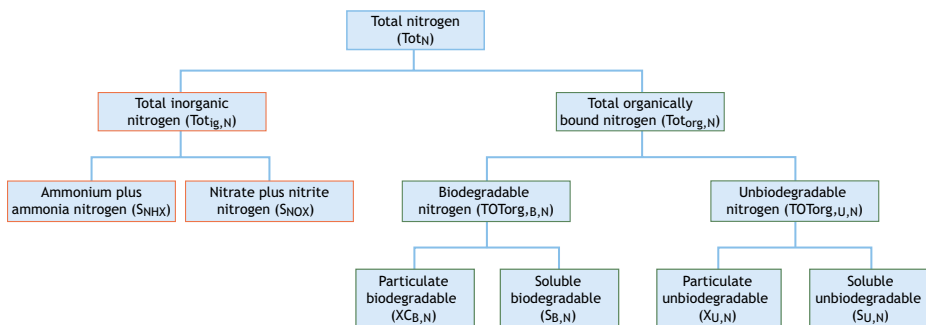 Total nitrogen
(TotN)
Total inorganic
nitrogen (Totig,N)
Total organically
bound nitrogen (Totorg,N)
Ammonium plus
ammonia nitrogen (SNHX)
Nitrate plus nitrite
nitrogen (SNOX)
Biodegradable
nitrogen (TOTorg,B,N)
Unbiodegradable
nitrogen (TOTorg,U,N)
Particulate
biodegradable
(XCB,N)
Soluble
biodegradable
(SB,N)
Particulate
unbiodegradable
(XU,N)
Soluble
unbiodegradable
(SU,N)